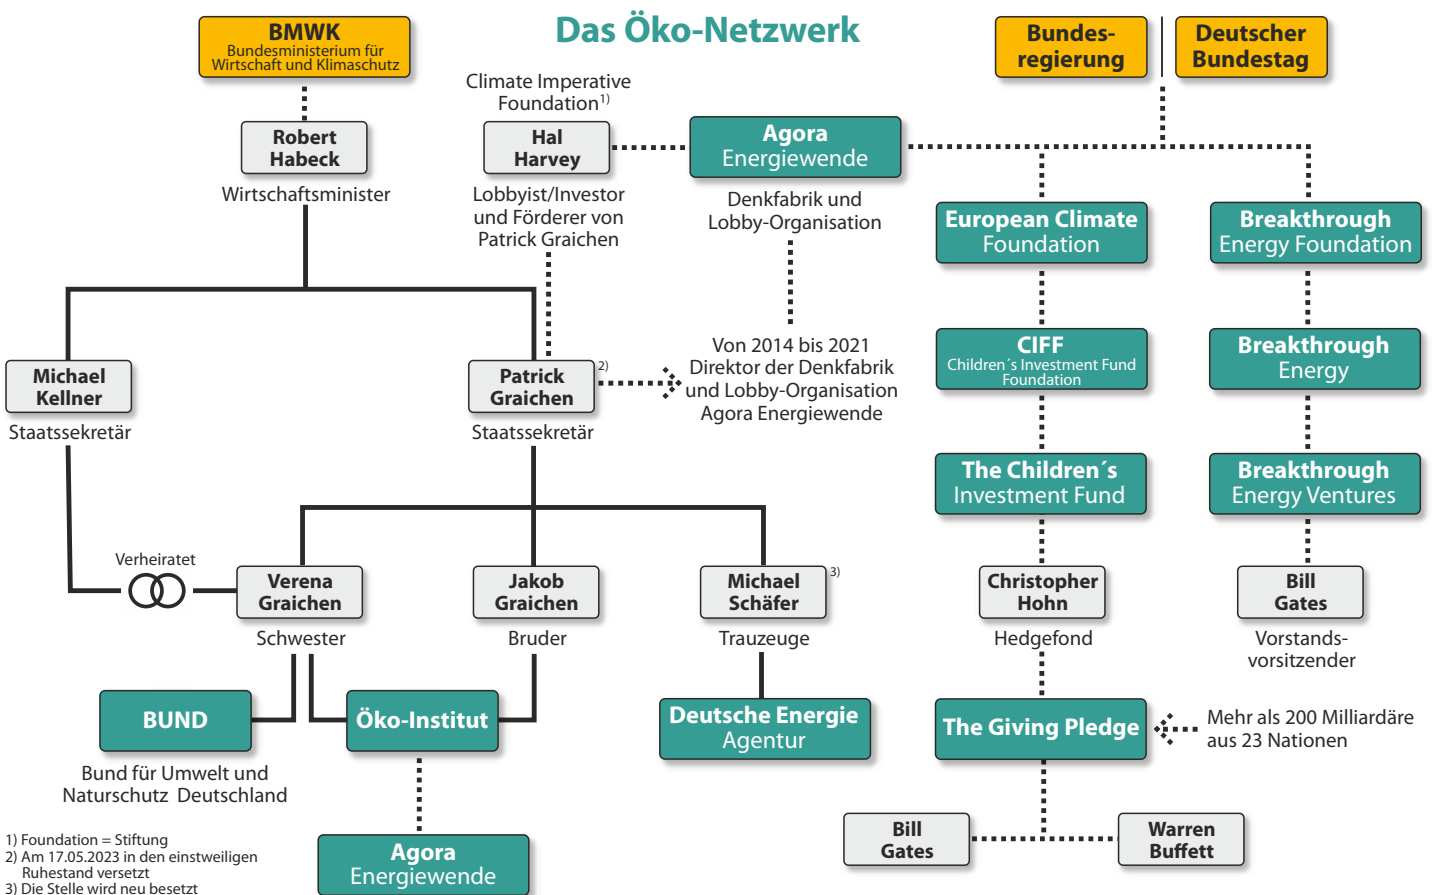 Das Öko-Netzwerk
BMWK
Bundesministerium für
Wirtschaft und Klimaschutz
Bundes-
regierung
Deutscher
Bundestag
Climate Imperative
Foundation1)
Robert
Habeck
Wirtschaftsminister
Hal
Harvey
Lobbyist/Investor
und Förderer von
Patrick Graichen
Agora
Energiewende
Denkfabrik und
Lobby-Organisation
European Climate
Foundation
Breakthrough
Energy Foundation
Michael
Kellner
Staatssekretär
Patrick
Graichen
2)
Staatssekretär
Von 2014 bis 2021
Direktor der Denkfabrik
und Lobby-Organisation
Agora Energiewende
CIFF
Children´s Investment Fund
Foundation
Breakthrough
Energy
The Children´s
Investment Fund
Breakthrough
Energy Ventures
Verheiratet
Verena
Graichen
Schwester
Jakob
Graichen
Bruder
Michael
Schäfer
3)
Trauzeuge
Christopher
Hohn
Hedgefond
Bill
Gates
Vorstands-
vorsitzender
BUND
Bund für Umwelt und
Naturschutz Deutschland
Öko-Institut
Deutsche Energie
Agentur
The Giving Pledge
Mehr als 200 Milliardäre
aus 23 Nationen
Agora
Energiewende
Bill
Gates
Warren
Buffett
1) Foundation = Stiftung
2) Am 17.05.2023 in den einstweiligen
Ruhestand versetzt
3) Die Stelle wird neu besetzt